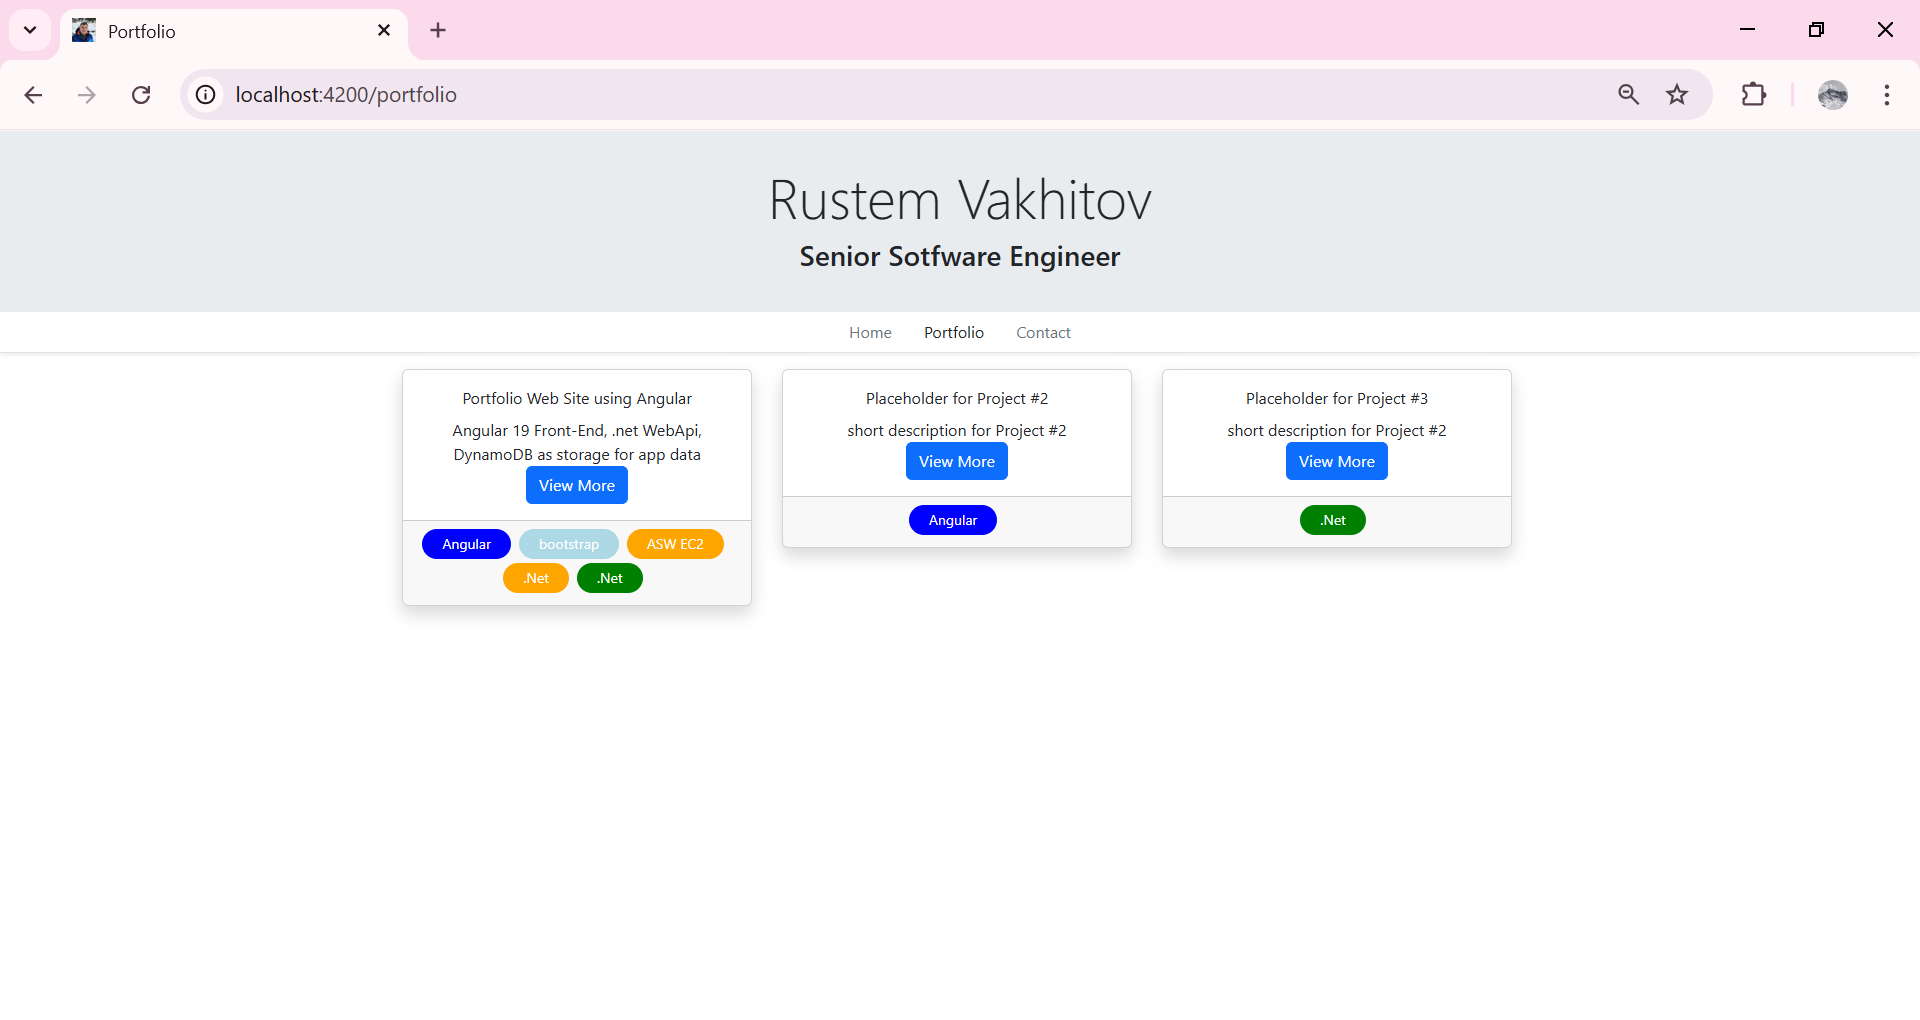 Portfolio
localhost:4200/portfolio
Rustem Vakhitov
Senior Sotfware Engineer
Home Portfolio Contact
Portfolio Web Site using Angular
Angular 19 Front-End, .net WebApi,
DynamoDB as storage for app data
View More
Angular bootstrap ASW EC2
.Net .Net
Placeholder for Project #2
short description for Project #2
View More
Angular
Placeholder for Project #3
short description for Project #2
View More
.Net